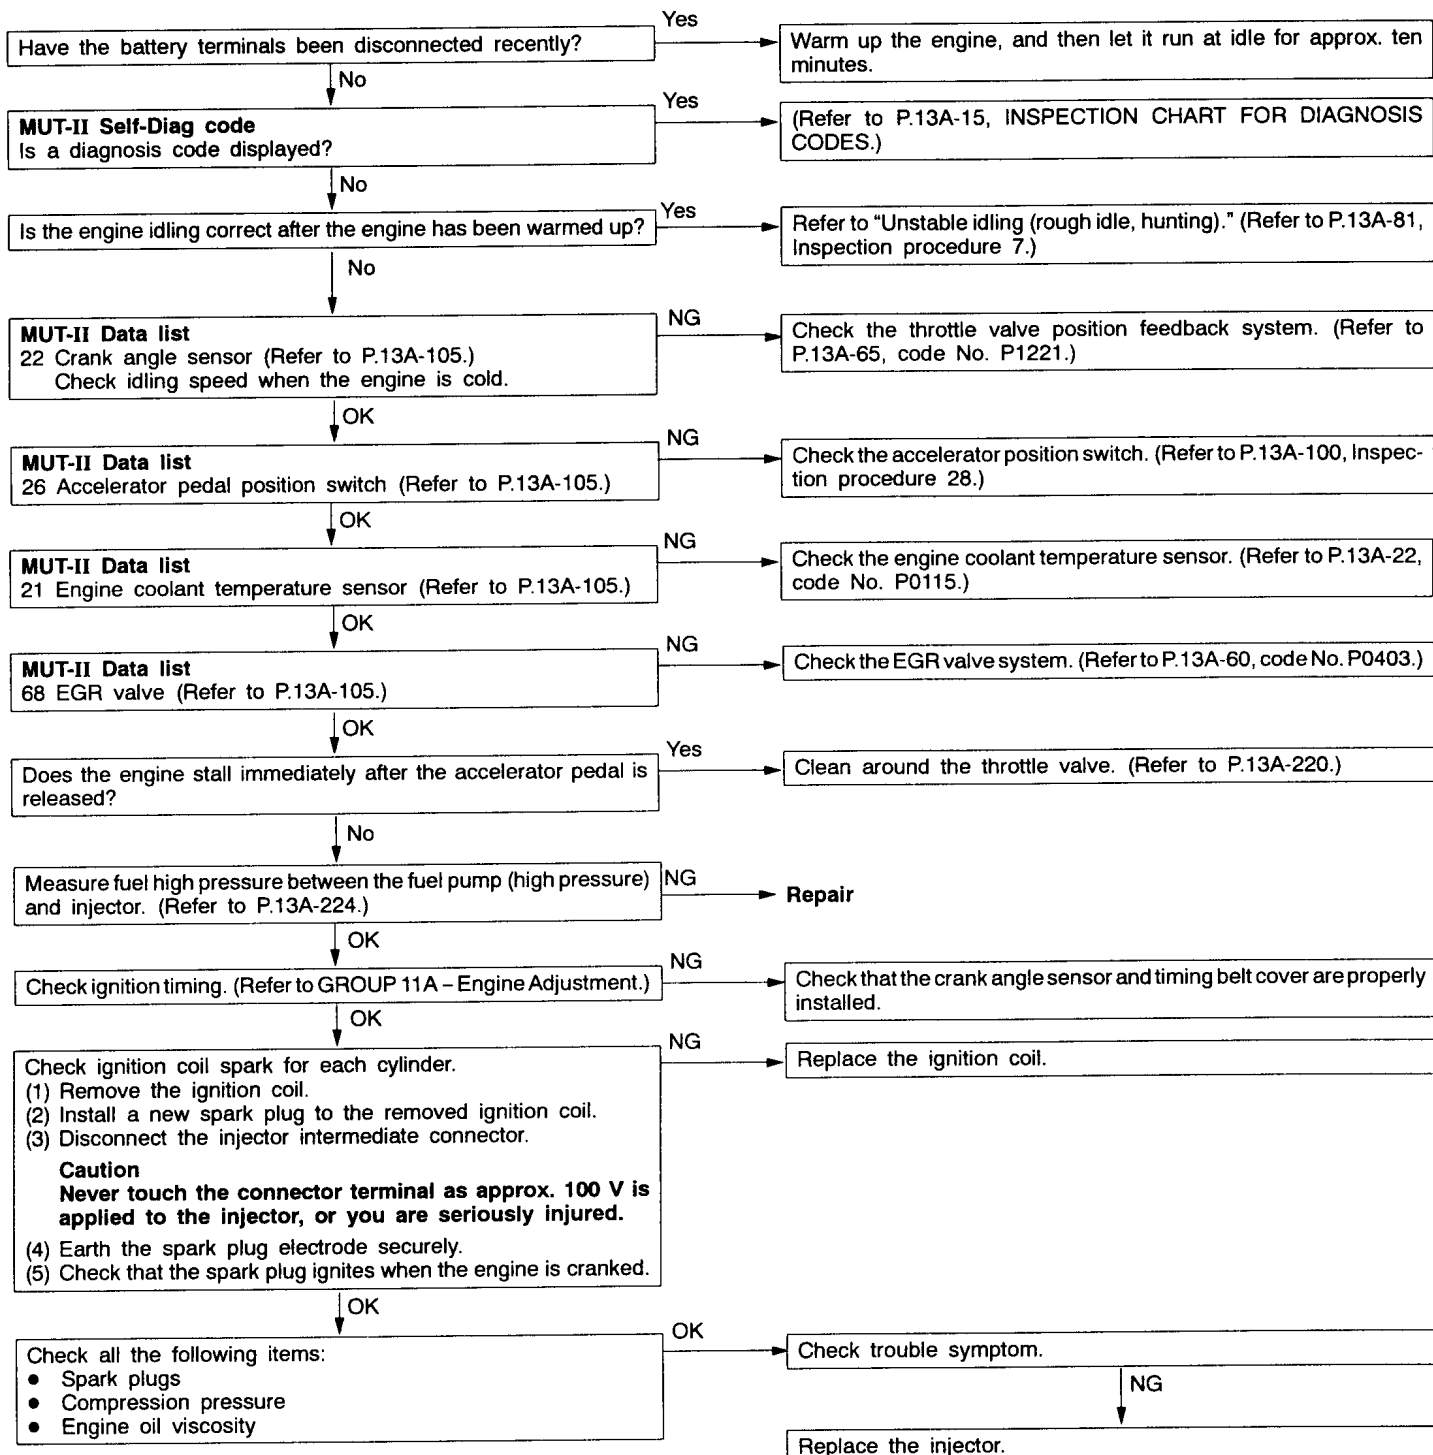 Have the battery terminals been disconnected recently?
Yes
Warm up the engine, and then let it run at idle for approx. ten
minutes.
No
MUT-II Self-Diag code
Is a diagnosis code displayed?
Yes
(Refer to P.13A-15, INSPECTION CHART FOR DIAGNOSIS
CODES.)
No
Is the engine idling correct after the engine has been warmed up?
Yes
Refer to “Unstable idling (rough idle, hunting).” (Refer to P.13A-81,
Inspection procedure 7.)
No
MUT-II Data list
22 Crank angle sensor (Refer to P.13A-105.)
Check idling speed when the engine is cold.
NG
Check the throttle valve position feedback system. (Refer to
P.13A-65, code No. P1221.)
OK
MUT-II Data list
26 Accelerator pedal position switch (Refer to P.13A-105.)
NG
Check the accelerator position switch. (Refer to P.13A-100, Inspec-
tion procedure 28.)
OK
MUT-II Data list
21 Engine coolant temperature sensor (Refer to P.13A-105.)
NG
Check the engine coolant temperature sensor. (Refer to P.13A-22,
code No. P0115.)
OK
MUT-II Data list
68 EGR valve (Refer to P.13A-105.)
NG
Check the EGR valve system. (Refer to P.13A-60, code No. P0403.)
OK
Does the engine stall immediately after the accelerator pedal is
released?
Yes
Clean around the throttle valve. (Refer to P.13A-220.)
No
Measure fuel high pressure between the fuel pump (high pressure)
and injector. (Refer to P.13A-224.)
NG
Repair
OK
Check ignition timing. (Refer to GROUP 11A – Engine Adjustment.)
NG
Check that the crank angle sensor and timing belt cover are properly
installed.
OK
Check ignition coil spark for each cylinder.
(1) Remove the ignition coil.
(2) Install a new spark plug to the removed ignition coil.
(3) Disconnect the injector intermediate connector.
Caution
Never touch the connector terminal as approx. 100 V is
applied to the injector, or you are seriously injured.
(4) Earth the spark plug electrode securely.
(5) Check that the spark plug ignites when the engine is cranked.
NG
Replace the ignition coil.
OK
Check all the following items:
● Spark plugs
● Compression pressure
● Engine oil viscosity
OK
Check trouble symptom.
NG
Replace the injector.